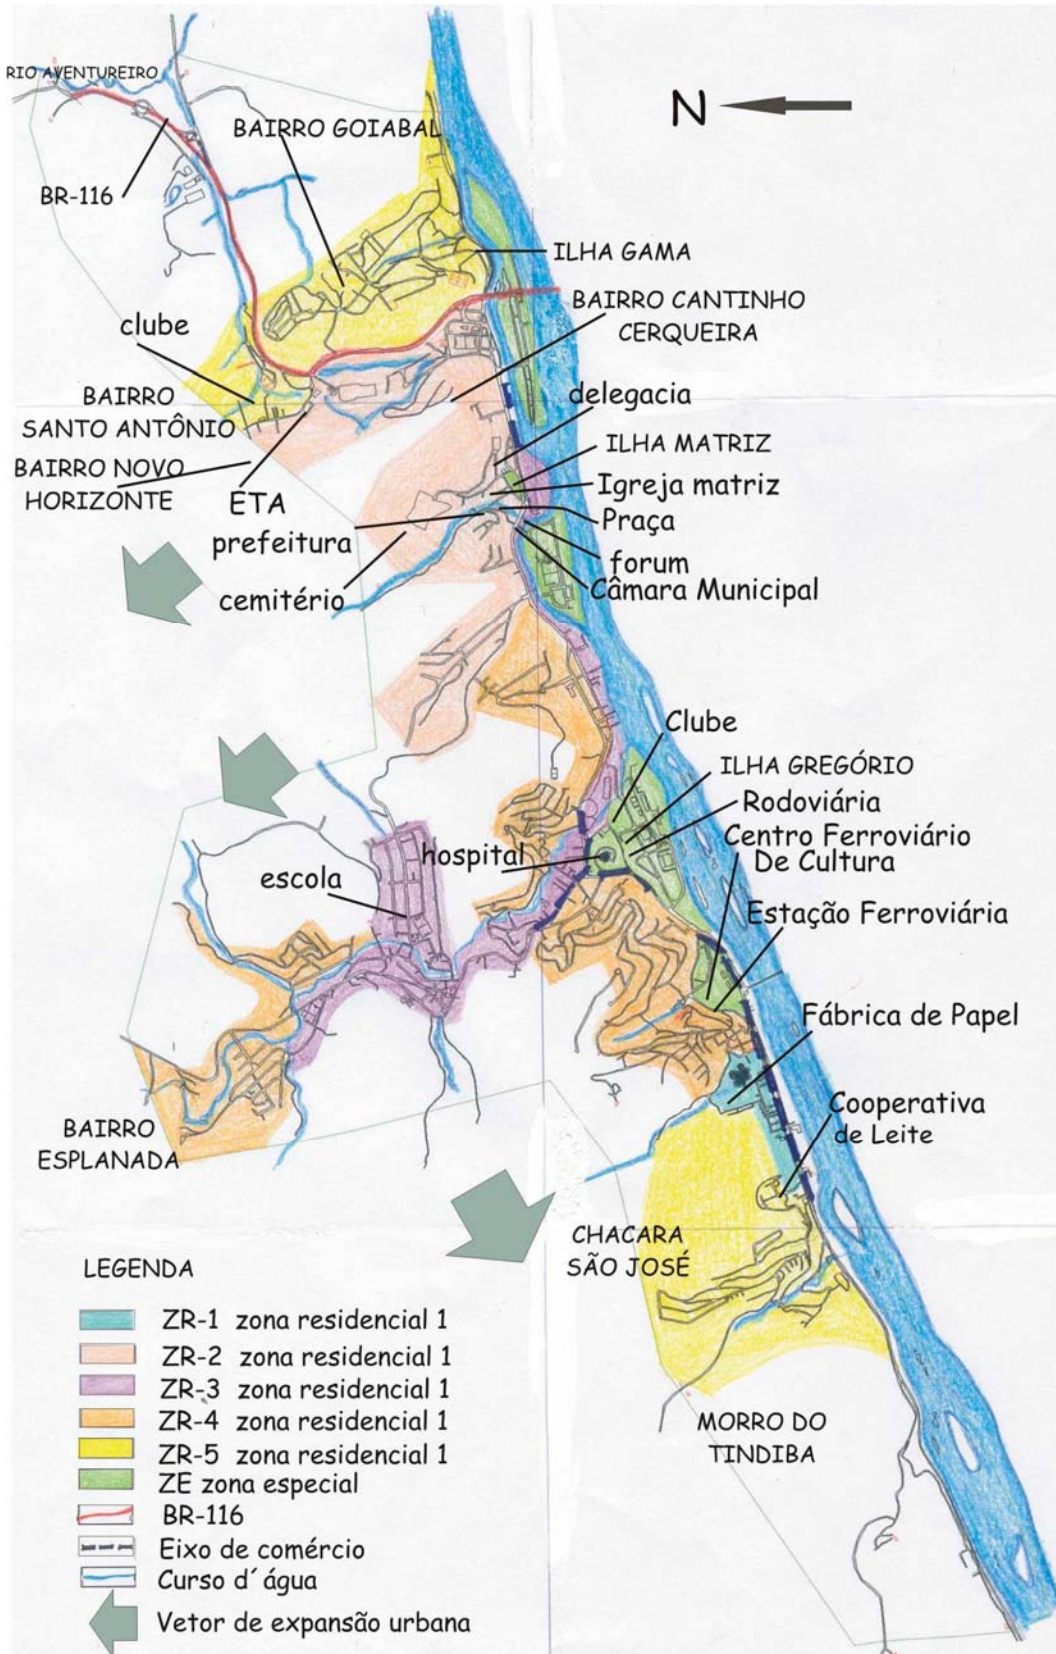 RIO AVENTUREIRO
N
BAIRRO GOIABAL
BR-116
ILHA GAMA
BAIRRO CANTINHO
CERQUEIRA
clube
delegacia
BAIRRO
SANTO ANTÔNIO
ILHA MATRIZ
BAIRRO NOVO
HORIZONTE
Igreja matriz
ETA
Praça
prefeitura
forum
Câmara Municipal
cemitério
Clube
ILHA GREGÓRIO
Rodoviária
Centro Ferroviário
De Cultura
hospital
escola
Estação Ferroviária
Fábrica de Papel
Cooperativa
de Leite
BAIRRO
ESPLANADA
CHACARA
SÃO JOSÉ
MORRO DO
TINDIBA
LEGENDA
ZR-1 zona residencial 1
ZR-2 zona residencial 1
ZR-3 zona residencial 1
ZR-4 zona residencial 1
ZR-5 zona residencial 1
ZE zona especial
BR-116
Eixo de comércio
Curso d´água
Vetor de expansão urbana